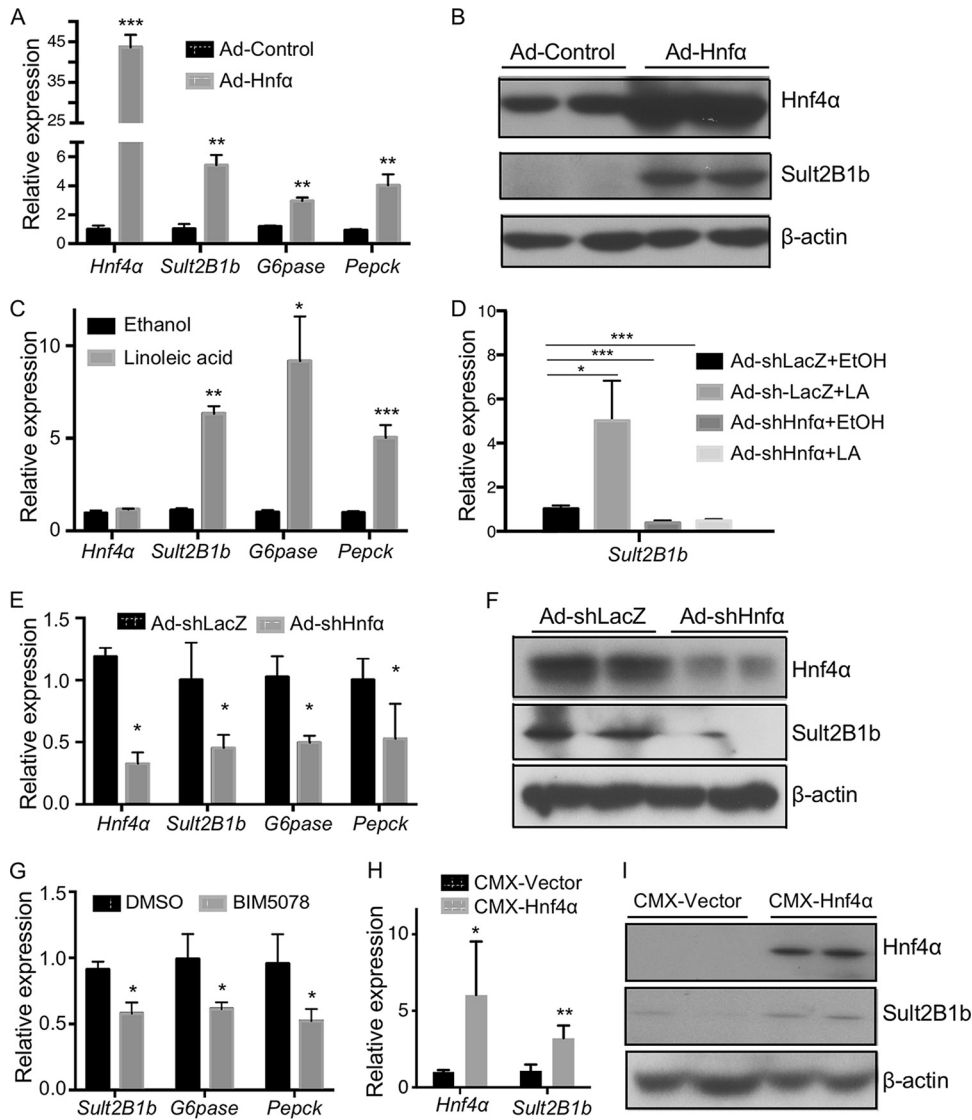 A
Relative expression
45
35
25
6
4
2
0
***
**
**
**
Ad-Control
Ad-Hnfα
Hnf4α Sult2B1b G6pase Pepck
B
Ad-Control Ad-Hnfα
Hnf4α
Sult2B1b
β-actin
C
Relative expression
10
5
0
Ethanol
Linoleic acid
**
*
***
Hnf4α Sult2B1b G6pase Pepck
D
Relative expression
10
8
6
4
2
0
***
***
*
Ad-shLacZ+EtOH
Ad-sh-LacZ+LA
Ad-shHnfα+EtOH
Ad-shHnfα+LA
Sult2B1b
E
Relative expression
1.5
1.0
0.5
0.0
Ad-shLacZ Ad-shHnfα
*
*
*
*
Hnf4α Sult2B1b G6pase Pepck
F
Ad-shLacZ Ad-shHnfα
Hnf4α
Sult2B1b
β-actin
G
Relative expression
1.5
1.0
0.5
0.0
DMSO BIM5078
*
*
*
Sult2B1b G6pase Pepck
H
CMX-Vector
CMX-Hnf4α
Relative expression
10
5
0
*
**
Hnf4α Sult2B1b
I
CMX-Vector CMX-Hnf4α
Hnf4α
Sult2B1b
β-actin